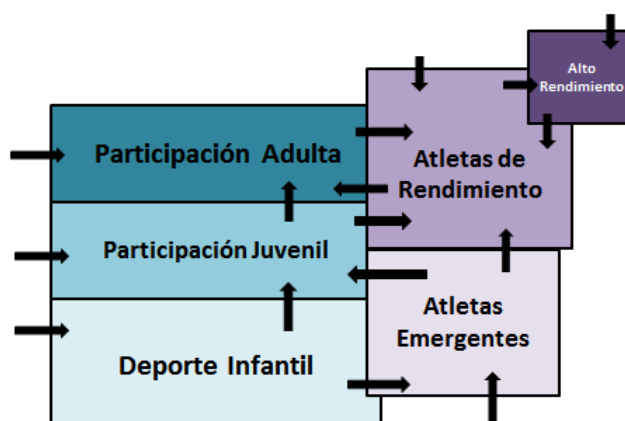 Alto
Rendimiento
Participación Adulta
Atletas de
Rendimiento
Participación Juvenil
Atletas
Emergentes
Deporte Infantil